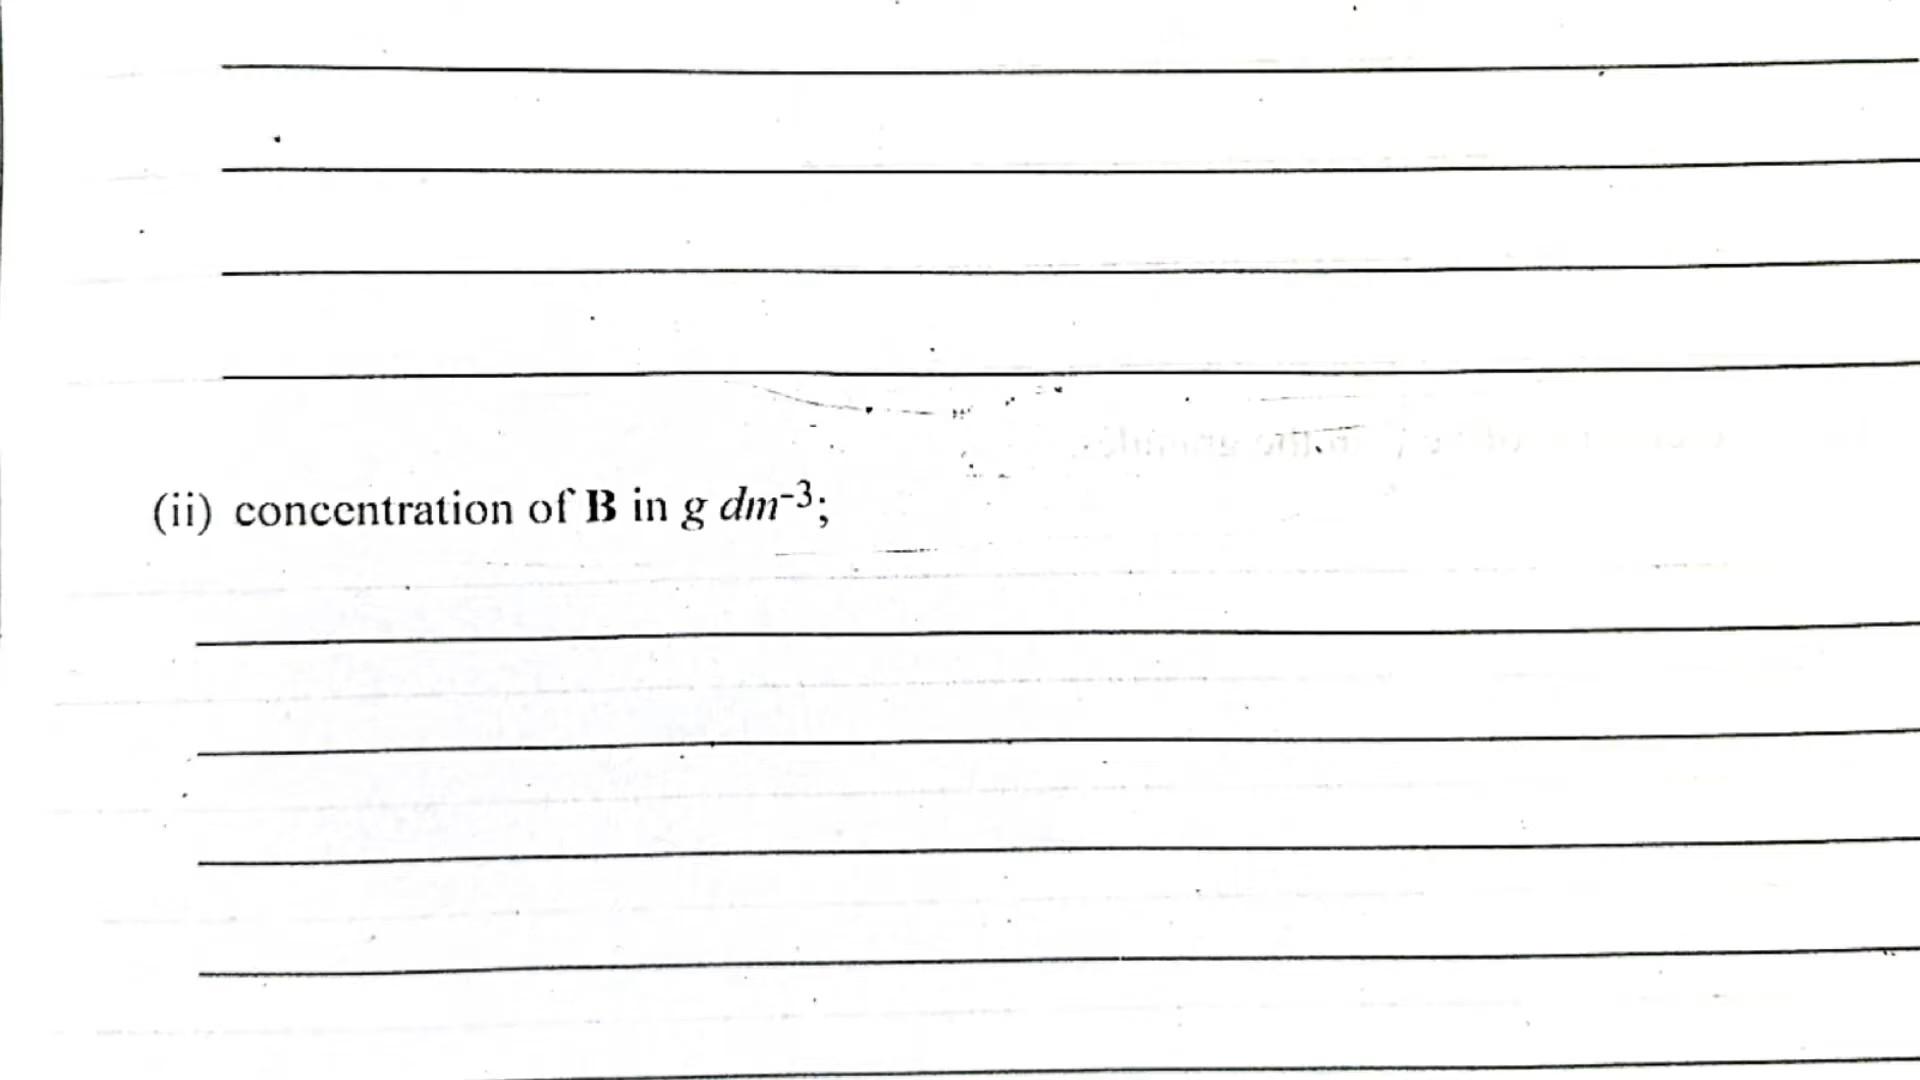 (ii) concentration of B in g dm⁻³;